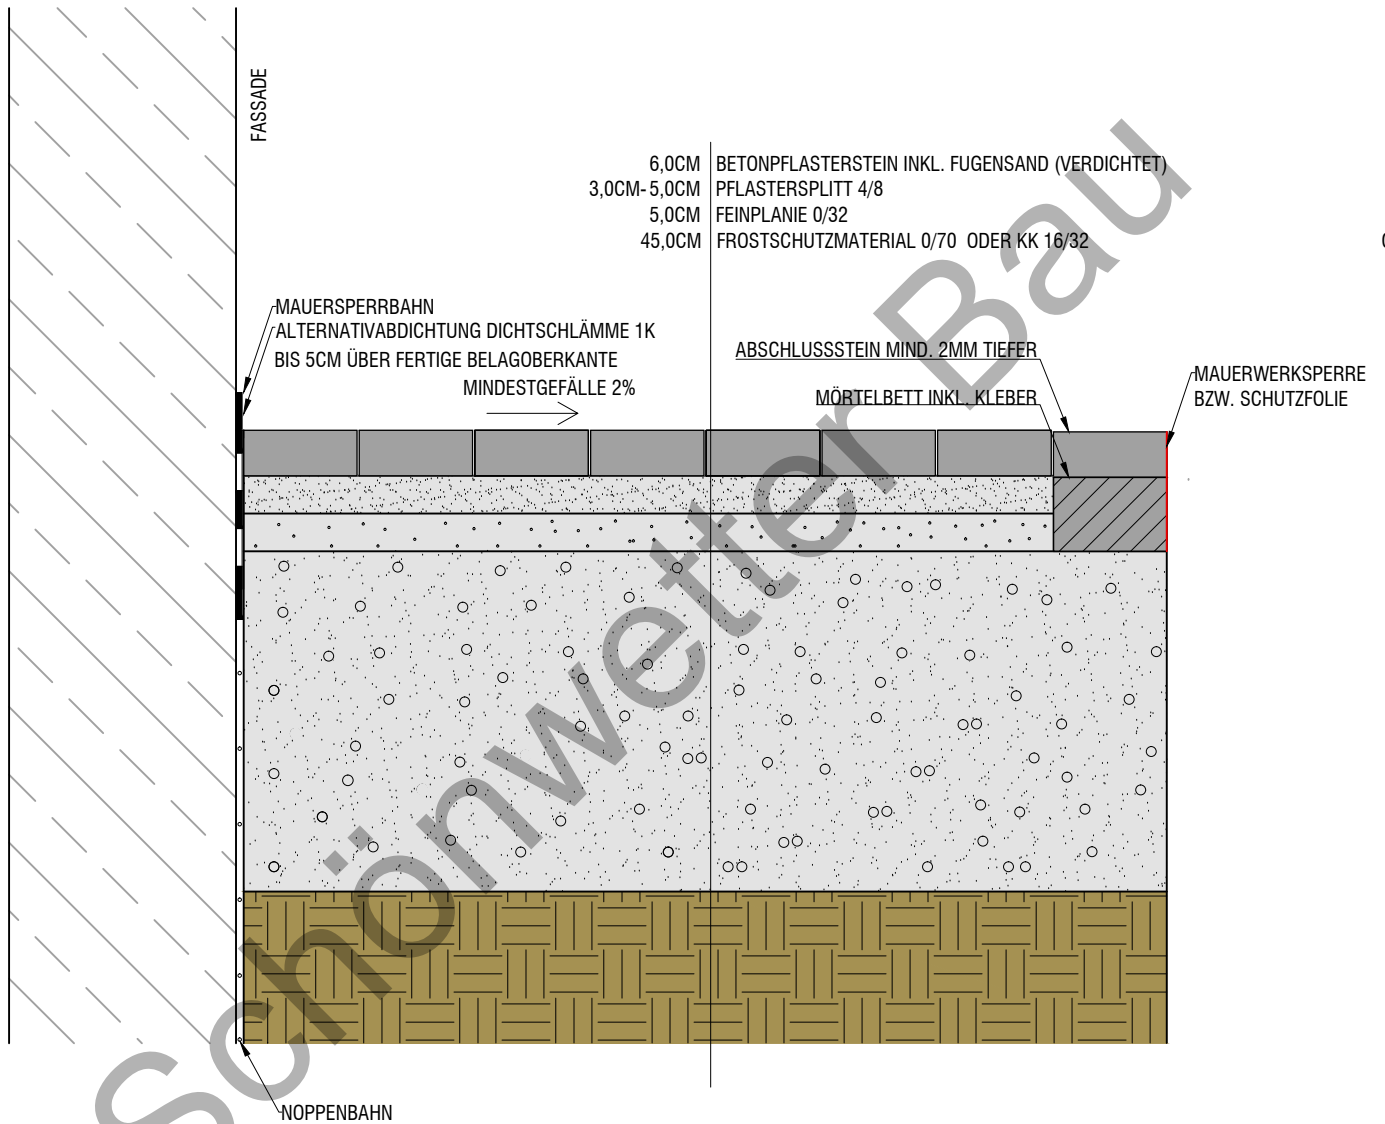 FASSADE
6,0CM BETONPFLASTERSTEIN INKL. FUGENSAND (VERDICHTET)
3,0CM- 5,0CM PFLASTERSPLITT 4/8
5,0CM FEINPLANIE 0/32
45,0CM FROSTSCHUTZMATERIAL 0/70 ODER KK 16/32
MAUERSPERRBAHN
ALTERNATIVABDICHTUNG DICHTSCHLÄMME 1K
BIS 5CM ÜBER FERTIGE BELAGOBERKANTE
MINDESTGEFÄLLE 2%
ABSCHLUSSSTEIN MIND. 2MM TIEFER
MÖRTELBETT INKL. KLEBER
MAUERWERKSPERRE
BZW. SCHUTZFOLIE
NOPPENBAHN
Schönwetter Bau